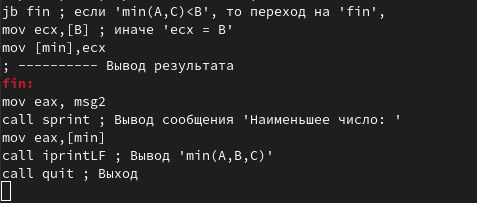 jb fin ; если 'min(A,C)<B', то переход на 'fin',
mov ecx,[B] ; иначе 'ecx = B'
mov [min],ecx
; ---------- Вывод результата
fin:
mov eax, msg2
call sprint ; Вывод сообщения 'Наименьшее число: '
mov eax,[min]
call iprintLF ; Вывод 'min(A,B,C)'
call quit ; Выход